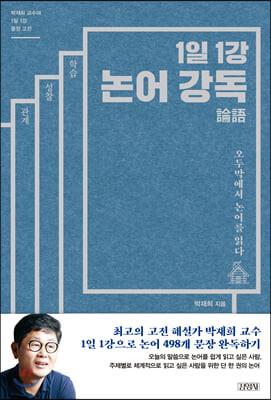 박재희 교수의
1일 1강
동양 고전
1일 1강
논어 강독
論語
학습
성찰
관계
오두막에서 논어를 읽다
박재희 지음
최고의 고전 해설가 박재희 교수
1일 1강으로 논어 498개 문장 완독하기
오늘의 말씀으로 논어를 쉽게 읽고 싶은 사람,
주제별로 체계적으로 읽고 싶은 사람을 위한 단 한 권의 논어
김영사